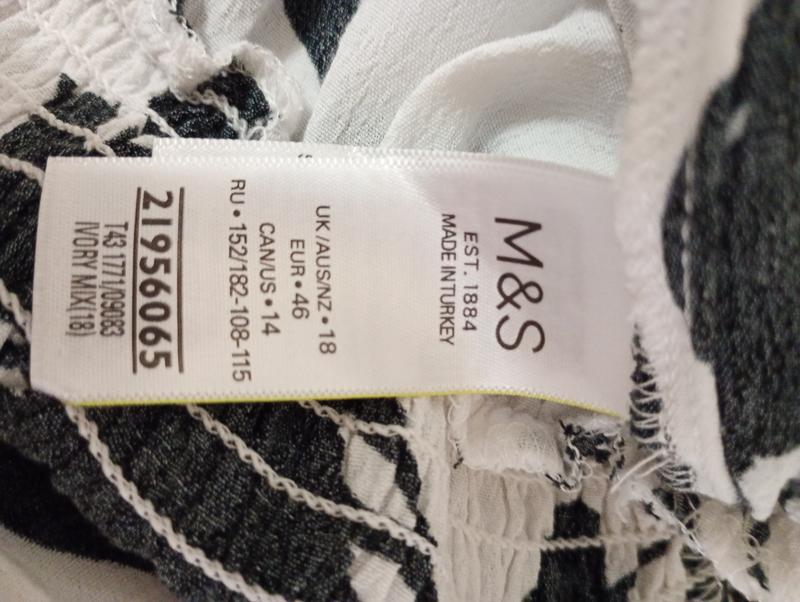 M&S
EST. 1884
MADE IN TURKEY
UK/AUS/NZ • 18
EUR • 46
CAN/US • 14
RU • 152/182-108-115
21956065
T43 1771/09083
IVORY MIX(18)